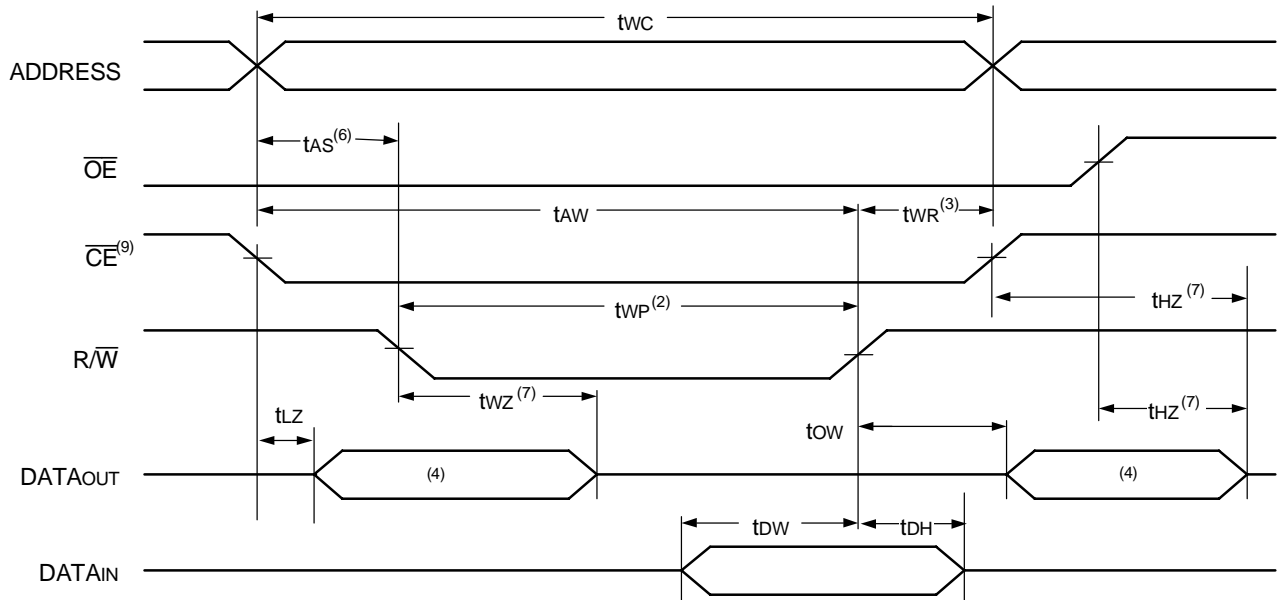 tWC
ADDRESS
tAS(6)
OE
tAW
tWR(3)
CE(9)
tWP(2)
tHZ(7)
R/W
tLZ
tWZ(7)
tOW
tHZ(7)
DATAOUT
(4)
(4)
tDW
tDH
DATAIN